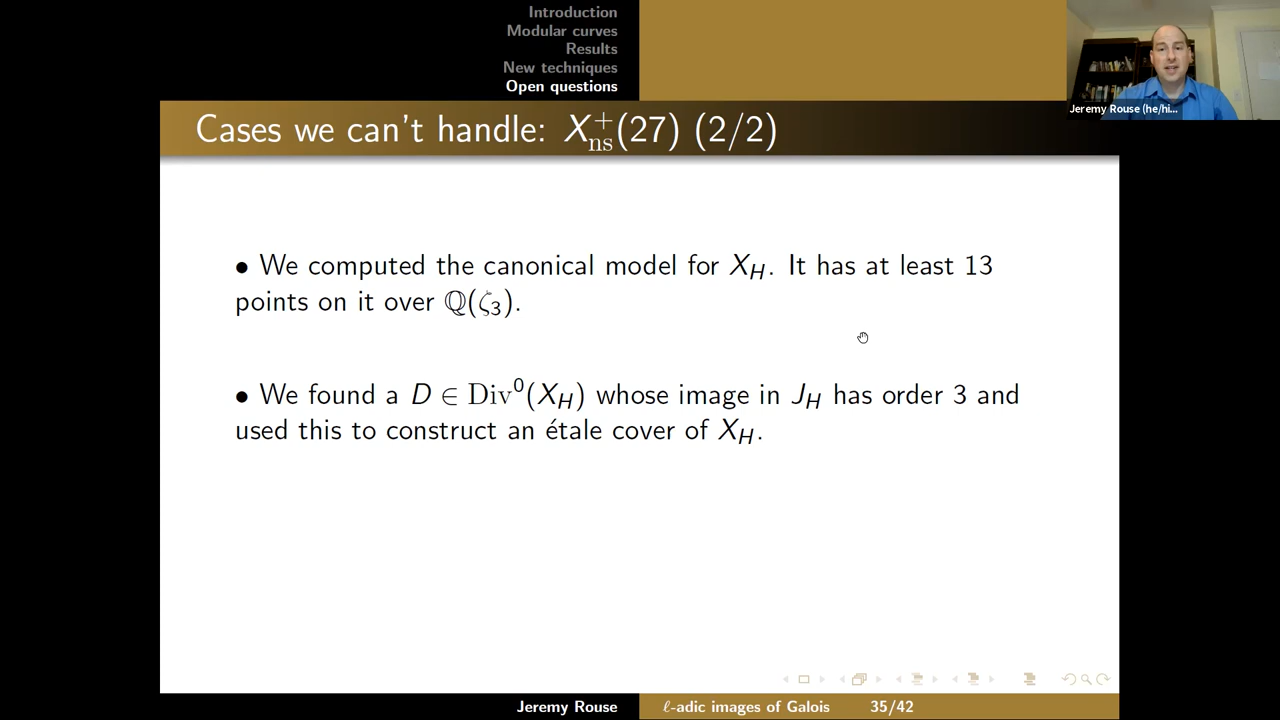 Introduction
Modular curves
Results
New techniques
Open questions
Jeremy Rouse (he/hi...
Cases we can't handle: X⁺ₙₛ(27) (2/2)
• We computed the canonical model for X_H. It has at least 13
points on it over ℚ(ζ₃).
• We found a D ∈ Div⁰(X_H) whose image in J_H has order 3 and
used this to construct an étale cover of X_H.
Jeremy Rouse
ℓ-adic images of Galois
35/42